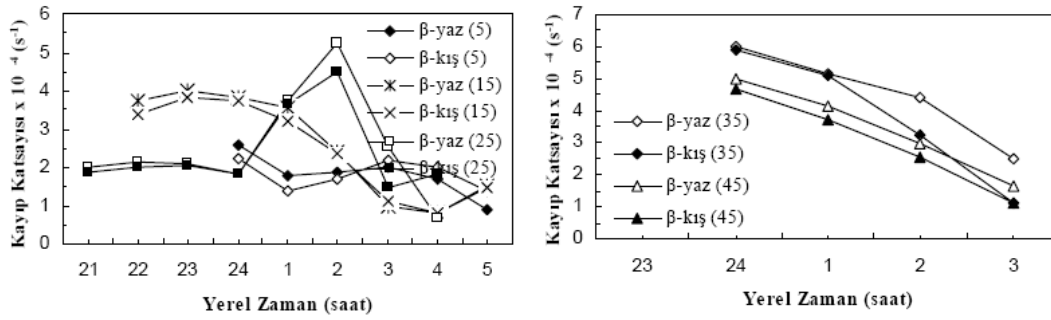 Kayıp Katsayısı x 10 ⁻⁴ (s⁻¹)
6
5
4
3
2
1
0
β-yaz (5)
β-kış (5)
β-yaz (15)
β-kış (15)
β-yaz (25)
β-kış (25)
21 22 23 24 1 2 3 4 5
Yerel Zaman (saat)
Kayıp Katsayısı x 10 ⁻⁴ (s⁻¹)
7
6
5
4
3
2
1
0
β-yaz (35)
β-kış (35)
β-yaz (45)
β-kış (45)
23 24 1 2 3
Yerel Zaman (saat)